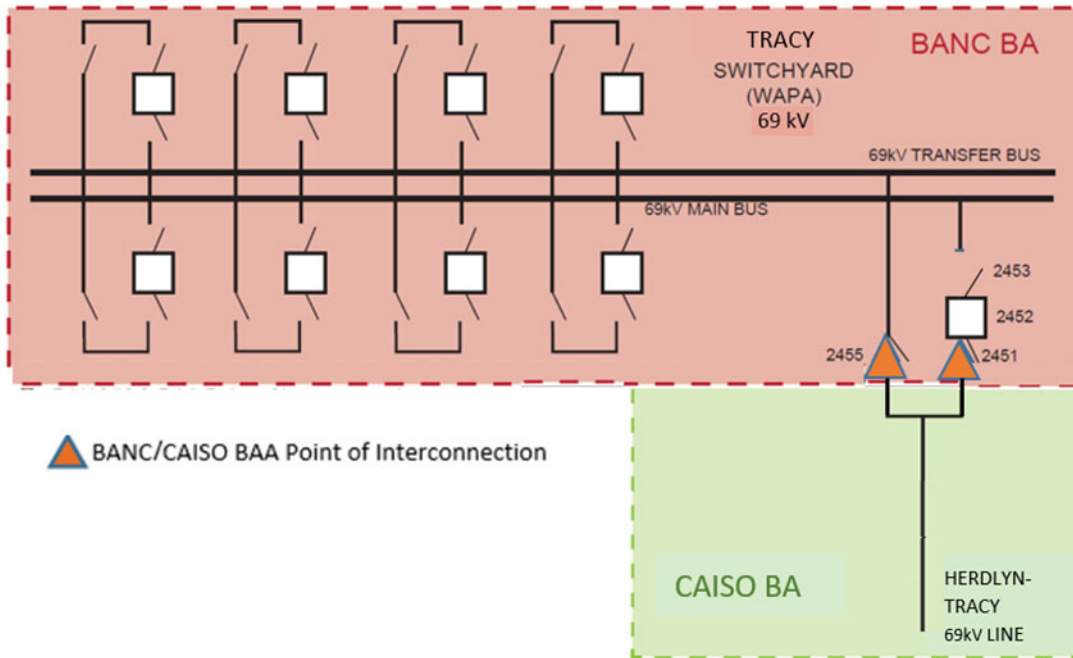 TRACY
SWITCHYARD
(WAPA)
69 kV
BANC BA
69kV TRANSFER BUS
69kV MAIN BUS
2453
2452
2455
2451
BANC/CAISO BAA Point of Interconnection
CAISO BA
HERDLYN-
TRACY
69kV LINE